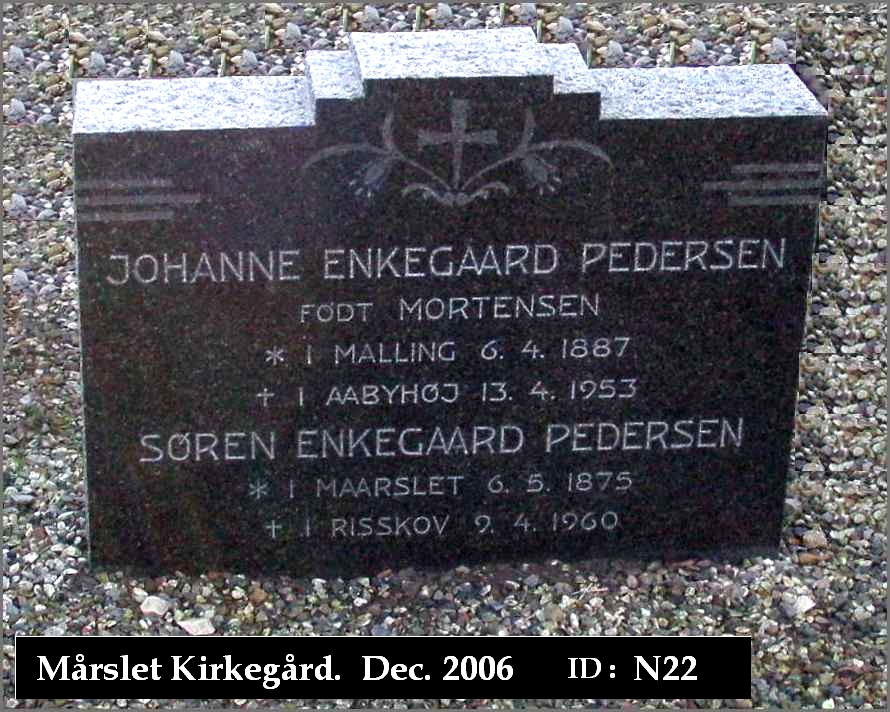 JOHANNE ENKEGAARD PEDERSEN
FØDT MORTENSEN
* I MALLING 6. 4. 1887
† I AABYHØJ 13. 4. 1953
SØREN ENKEGAARD PEDERSEN
* I MAARSLET 6. 5. 1875
† I RISSKOV 9. 4. 1960
Mårslet Kirkegård. Dec. 2006 ID : N22